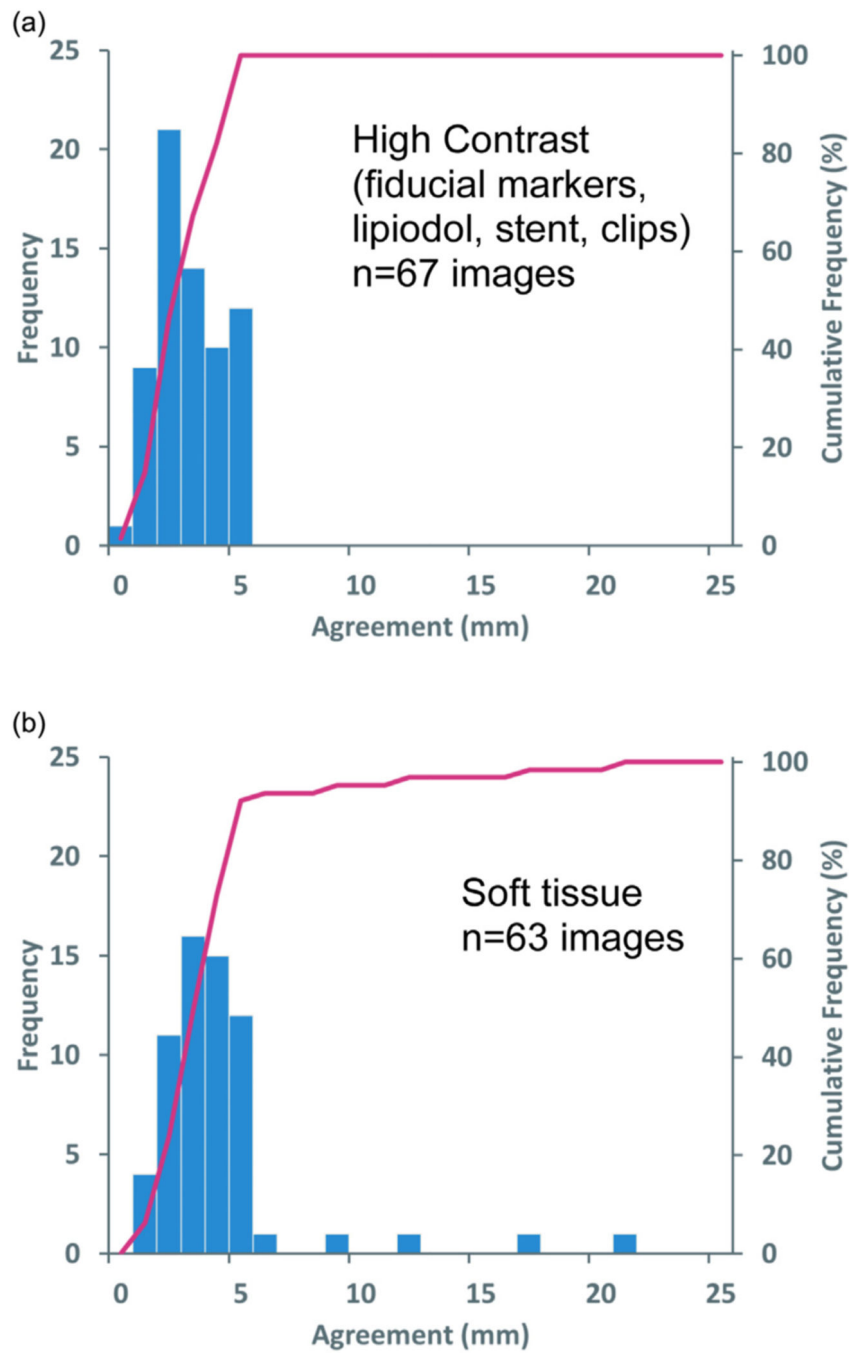 (a)
25
20
15
10
5
0
Frequency
100
80
60
40
20
0
Cumulative Frequency (%)
High Contrast
(fiducial markers,
lipiodol, stent, clips)
n=67 images
0 5 10 15 20 25
Agreement (mm)
(b)
25
20
15
10
5
0
Frequency
100
80
60
40
20
0
Cumulative Frequency (%)
Soft tissue
n=63 images
0 5 10 15 20 25
Agreement (mm)